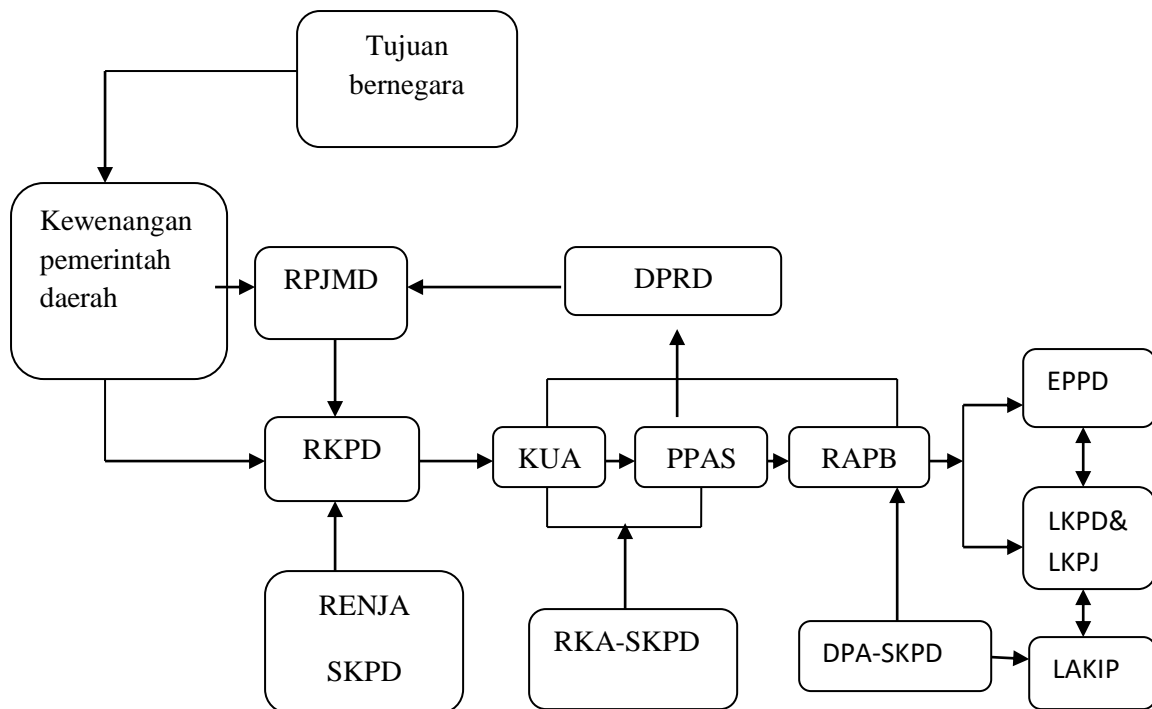 Tujuan
bernegara
Kewenangan
pemerintah
daerah
RPJMD
DPRD
EPPD
RKPD
KUA
PPAS
RAPB
LKPD&
LKPJ
RENJA
SKPD
RKA-SKPD
DPA-SKPD
LAKIP